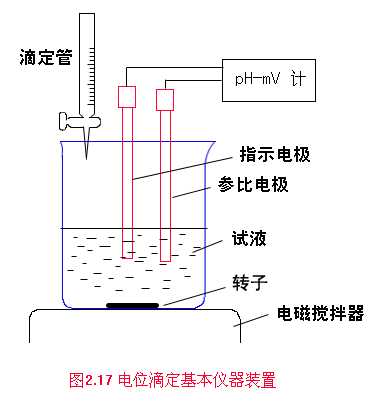 滴定管
pH-mV 计
指示电极
参比电极
试液
转子
电磁搅拌器
图2.17 电位滴定基本仪器装置